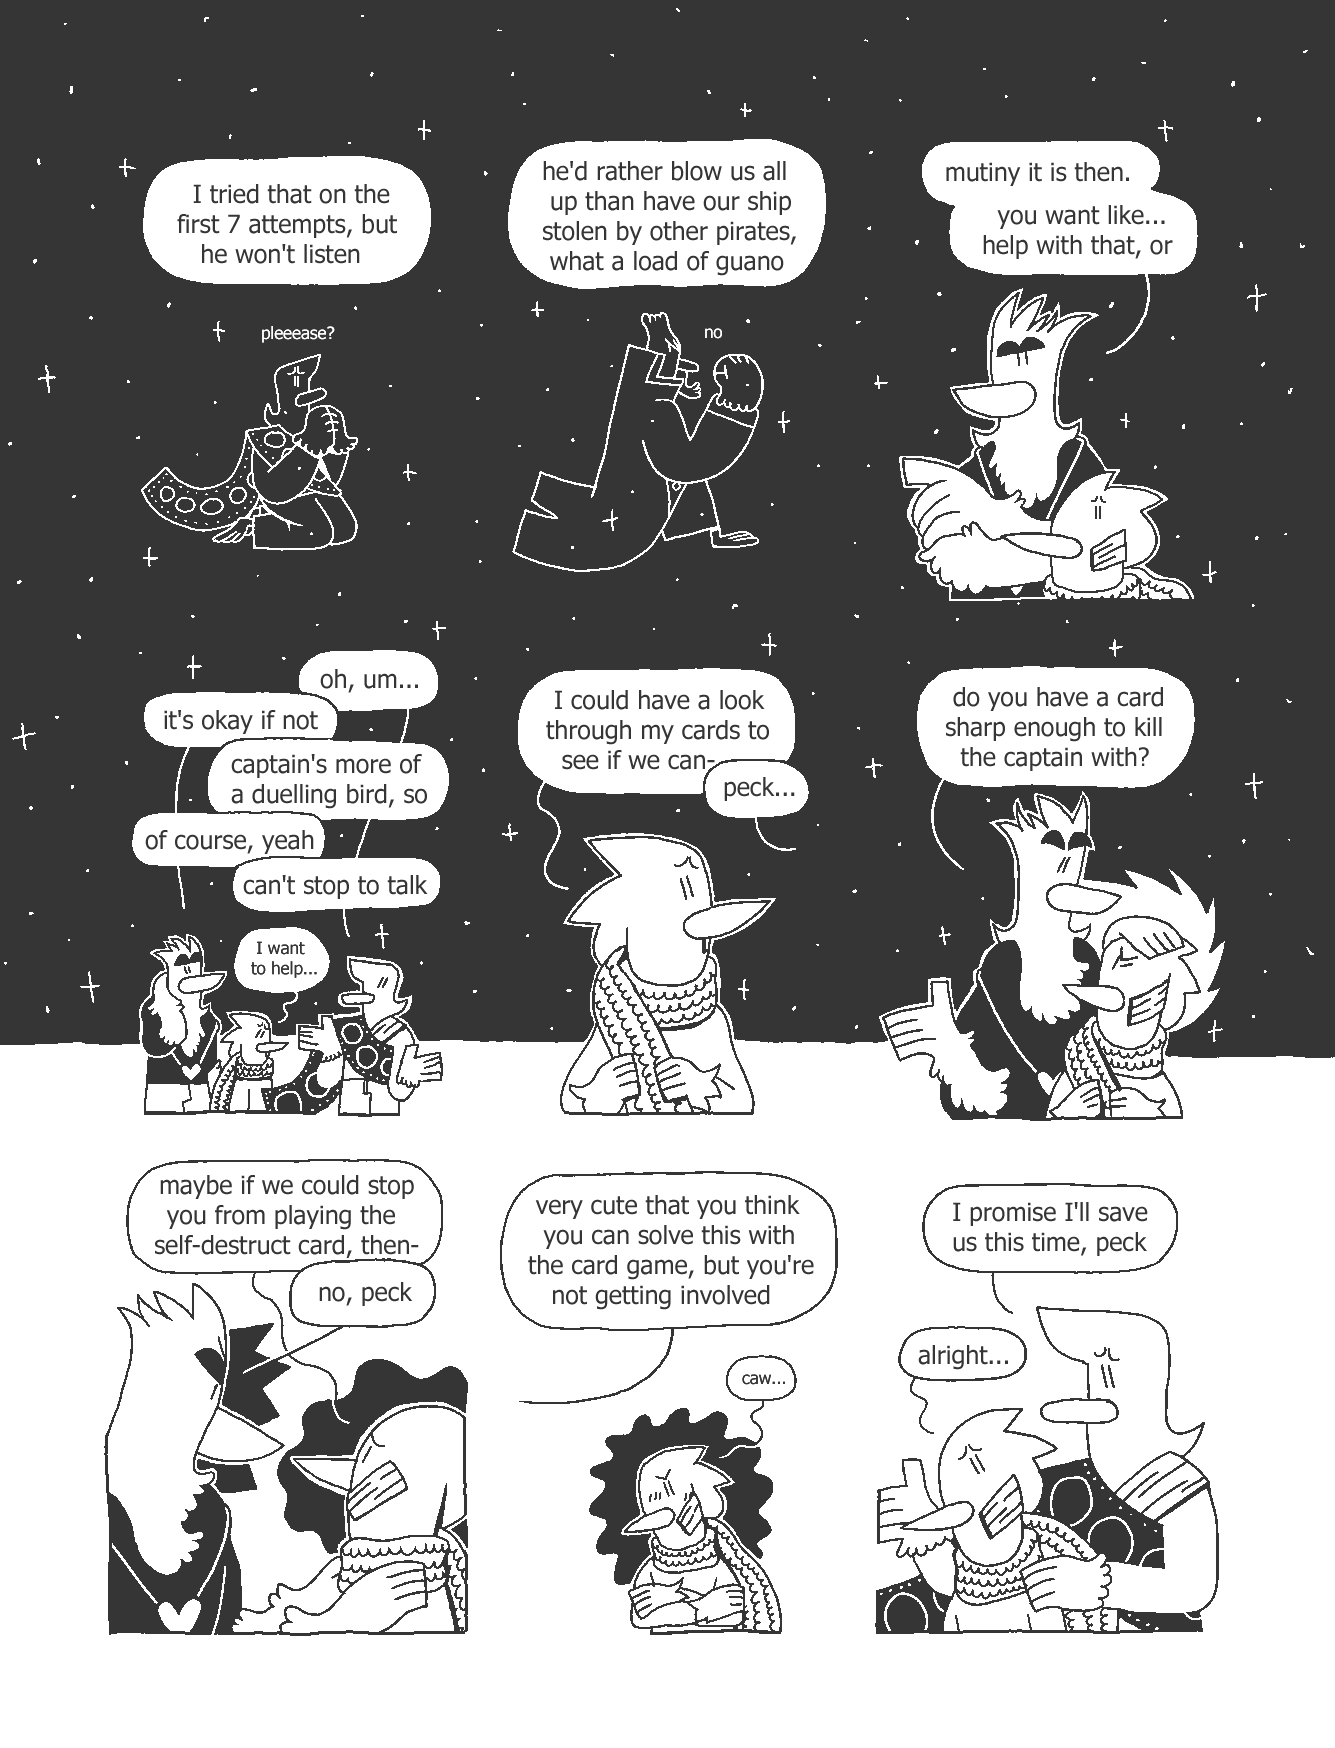 I tried that on the
first 7 attempts, but
he won't listen
pleeease?
he'd rather blow us all
up than have our ship
stolen by other pirates,
what a load of guano
no
mutiny it is then.
you want like...
help with that, or
oh, um...
it's okay if not
captain's more of
a duelling bird, so
of course, yeah
can't stop to talk
I want
to help...
I could have a look
through my cards to
see if we can-
peck...
do you have a card
sharp enough to kill
the captain with?
maybe if we could stop
you from playing the
self-destruct card, then-
no, peck
very cute that you think
you can solve this with
the card game, but you're
not getting involved
caw...
I promise I'll save
us this time, peck
alright...